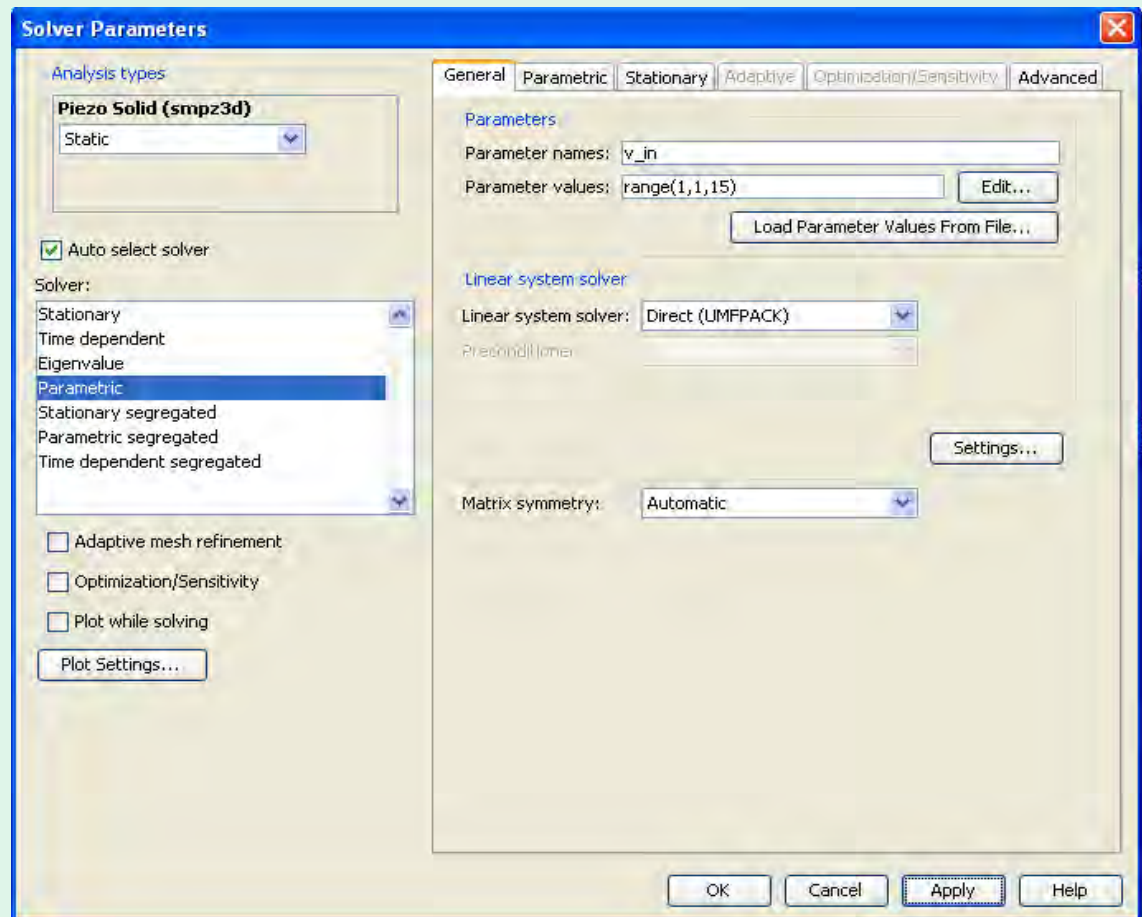 Solver Parameters
Analysis types
Piezo Solid (smpz3d)
Static
Auto select solver
Solver:
Stationary
Time dependent
Eigenvalue
Parametric
Stationary segregated
Parametric segregated
Time dependent segregated
Adaptive mesh refinement
Optimization/Sensitivity
Plot while solving
Plot Settings...
General Parametric Stationary Adaptive Optimization/Sensitivity Advanced
Parameters
Parameter names: v_in
Parameter values: range(1,1,15) Edit...
Load Parameter Values From File...
Linear system solver
Linear system solver: Direct (UMFPACK)
Preconditioner:
Settings...
Matrix symmetry: Automatic
OK Cancel Apply Help